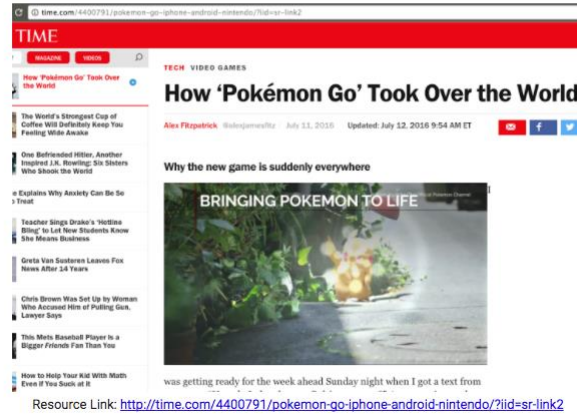 time.com/4400791/pokemon-go-iphone-android-nintendo/?iid=sr-link2
TIME
MAGAZINE VIDEOS
How 'Pokémon Go' Took Over
the World
The World's Strongest Cup of
Coffee Will Definitely Keep You
Feeling Wide Awake
One Befriended Hitler, Another
Inspired J.K. Rowling: Six Sisters
Who Shook the World
e Explains Why Anxiety Can Be So
o Treat
Teacher Sings Drake's 'Hotline
Bling' to Let New Students Know
She Means Business
Greta Van Susteren Leaves Fox
News After 14 Years
Chris Brown Was Set Up by Woman
Who Accused Him of Pulling Gun,
Lawyer Says
This Mets Baseball Player Is a
Bigger Friends Fan Than You
How to Help Your Kid With Math
Even if You Suck at It
TECH VIDEO GAMES
How 'Pokémon Go' Took Over the World
Alex Fitzpatrick @alexjamesfitz July 11, 2016 Updated: July 12, 2016 9:54 AM ET
Why the new game is suddenly everywhere
BRINGING POKEMON TO LIFE
I
was getting ready for the week ahead Sunday night when I got a text from
Resource Link: http://time.com/4400791/pokemon-go-iphone-android-nintendo/?iid=sr-link2